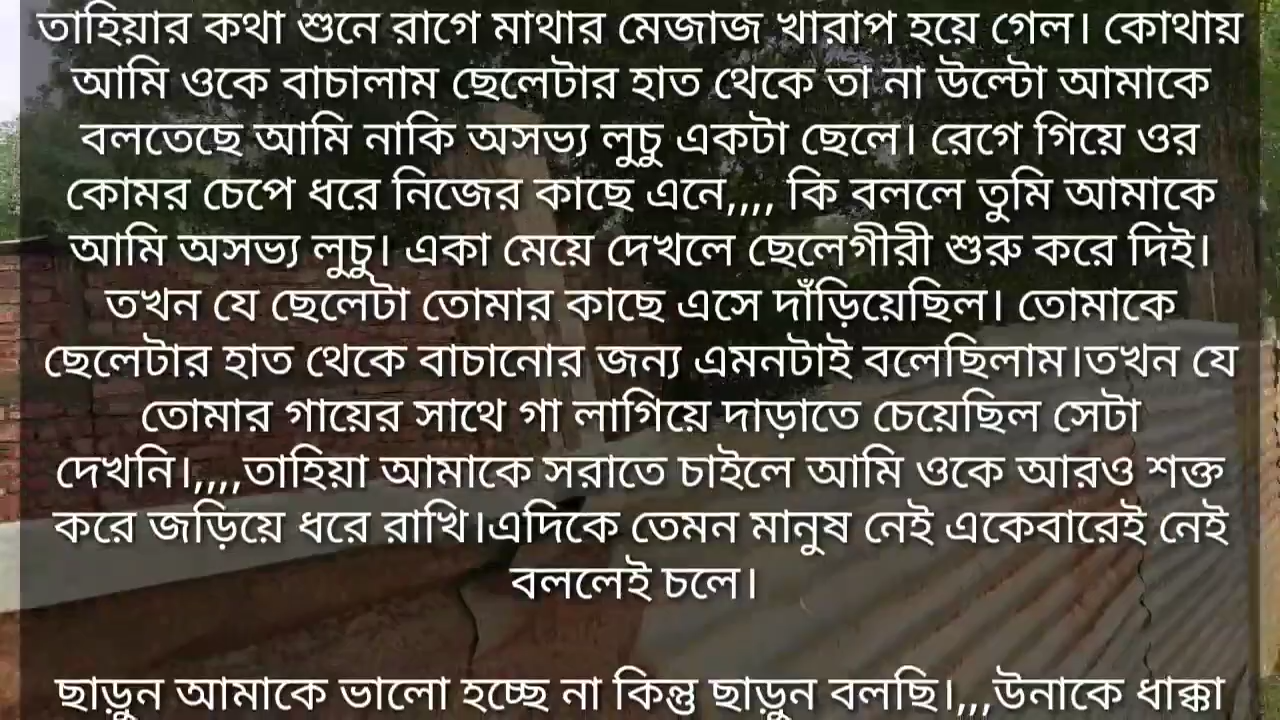 তাহিয়ার কথা শুনে রাগে মাথার মেজাজ খারাপ হয়ে গেল। কোথায়
আমি ওকে বাচালাম ছেলেটার হাত থেকে তা না উল্টো আমাকে
বলতেছে আমি নাকি অসভ্য লুচু একটা ছেলে। রেগে গিয়ে ওর
কোমর চেপে ধরে নিজের কাছে এনে,,,, কি বললে তুমি আমাকে
আমি অসভ্য লুচু। একা মেয়ে দেখলে ছেলেগীরী শুরু করে দিই।
তখন যে ছেলেটা তোমার কাছে এসে দাঁড়িয়েছিল। তোমাকে
ছেলেটার হাত থেকে বাচানোর জন্য এমনটাই বলেছিলাম।তখন যে
তোমার গায়ের সাথে গা লাগিয়ে দাড়াতে চেয়েছিল সেটা
দেখনি।,,,,তাহিয়া আমাকে সরাতে চাইলে আমি ওকে আরও শক্ত
করে জড়িয়ে ধরে রাখি।এদিকে তেমন মানুষ নেই একেবারেই নেই
বললেই চলে।
ছাড়ুন আমাকে ভালো হচ্ছে না কিন্তু ছাড়ুন বলছি।,,,উনাকে ধাক্কা